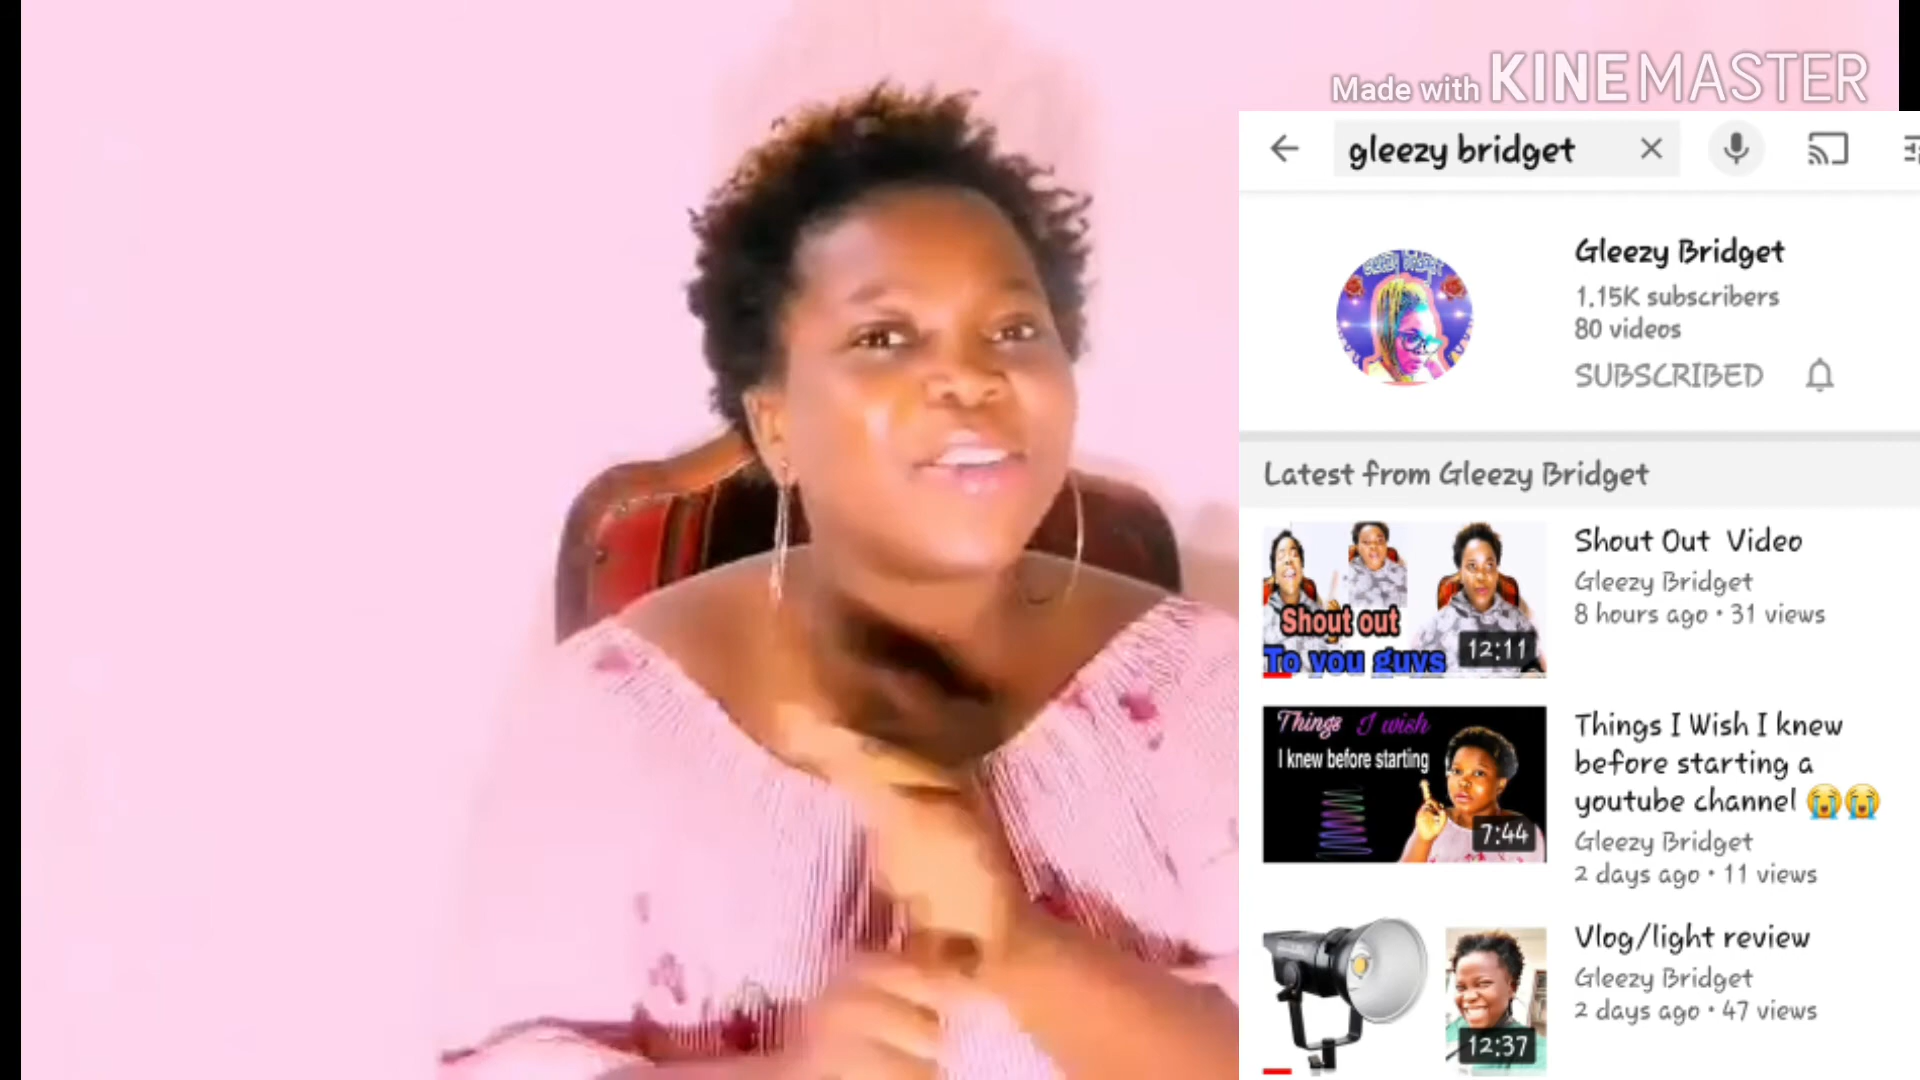 Made with KINEMASTER
gleezy bridget
Gleezy Bridget
1.15K subscribers
80 videos
SUBSCRIBED
Latest from Gleezy Bridget
Shout out
To you guys
12:11
Shout Out Video
Gleezy Bridget
8 hours ago • 31 views
Things I wish
I knew before starting
7:44
Things I Wish I knew
before starting a
youtube channel 😭😭
Gleezy Bridget
2 days ago • 11 views
12:37
Vlog/light review
Gleezy Bridget
2 days ago • 47 views